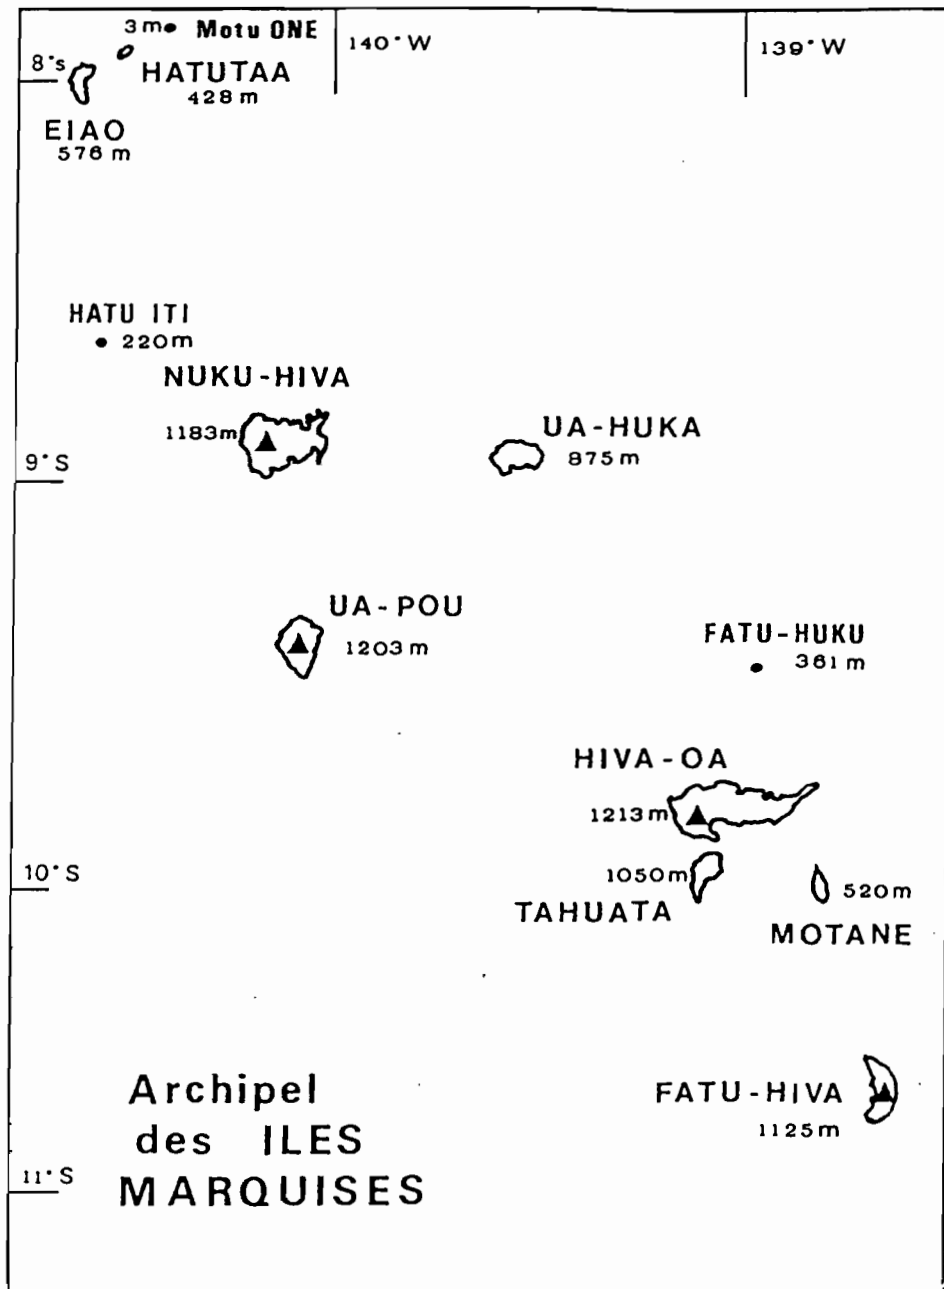 3m Motu ONE
140°W
139°W
8°s
HATUTAA
428 m
EIAO
576 m
HATU ITI
220m
NUKU-HIVA
1183m
UA-HUKA
875 m
9°S
UA-POU
1203 m
FATU-HUKU
361 m
HIVA-OA
1213 m
10°S
1050m
TAHUATA
520m
MOTANE
FATU-HIVA
1125m
Archipel
des ILES
MARQUISES
11°S